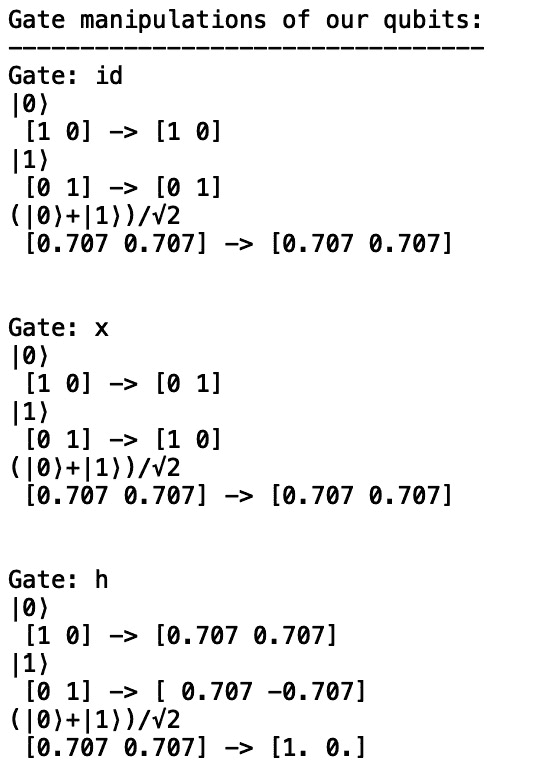 Gate manipulations of our qubits:
---------------------------------
Gate: id
|0⟩
 [1 0] -> [1 0]
|1⟩
 [0 1] -> [0 1]
(|0⟩+|1⟩)/√2
 [0.707 0.707] -> [0.707 0.707]
Gate: x
|0⟩
 [1 0] -> [0 1]
|1⟩
 [0 1] -> [1 0]
(|0⟩+|1⟩)/√2
 [0.707 0.707] -> [0.707 0.707]
Gate: h
|0⟩
 [1 0] -> [0.707 0.707]
|1⟩
 [0 1] -> [ 0.707 -0.707]
(|0⟩+|1⟩)/√2
 [0.707 0.707] -> [1. 0.]